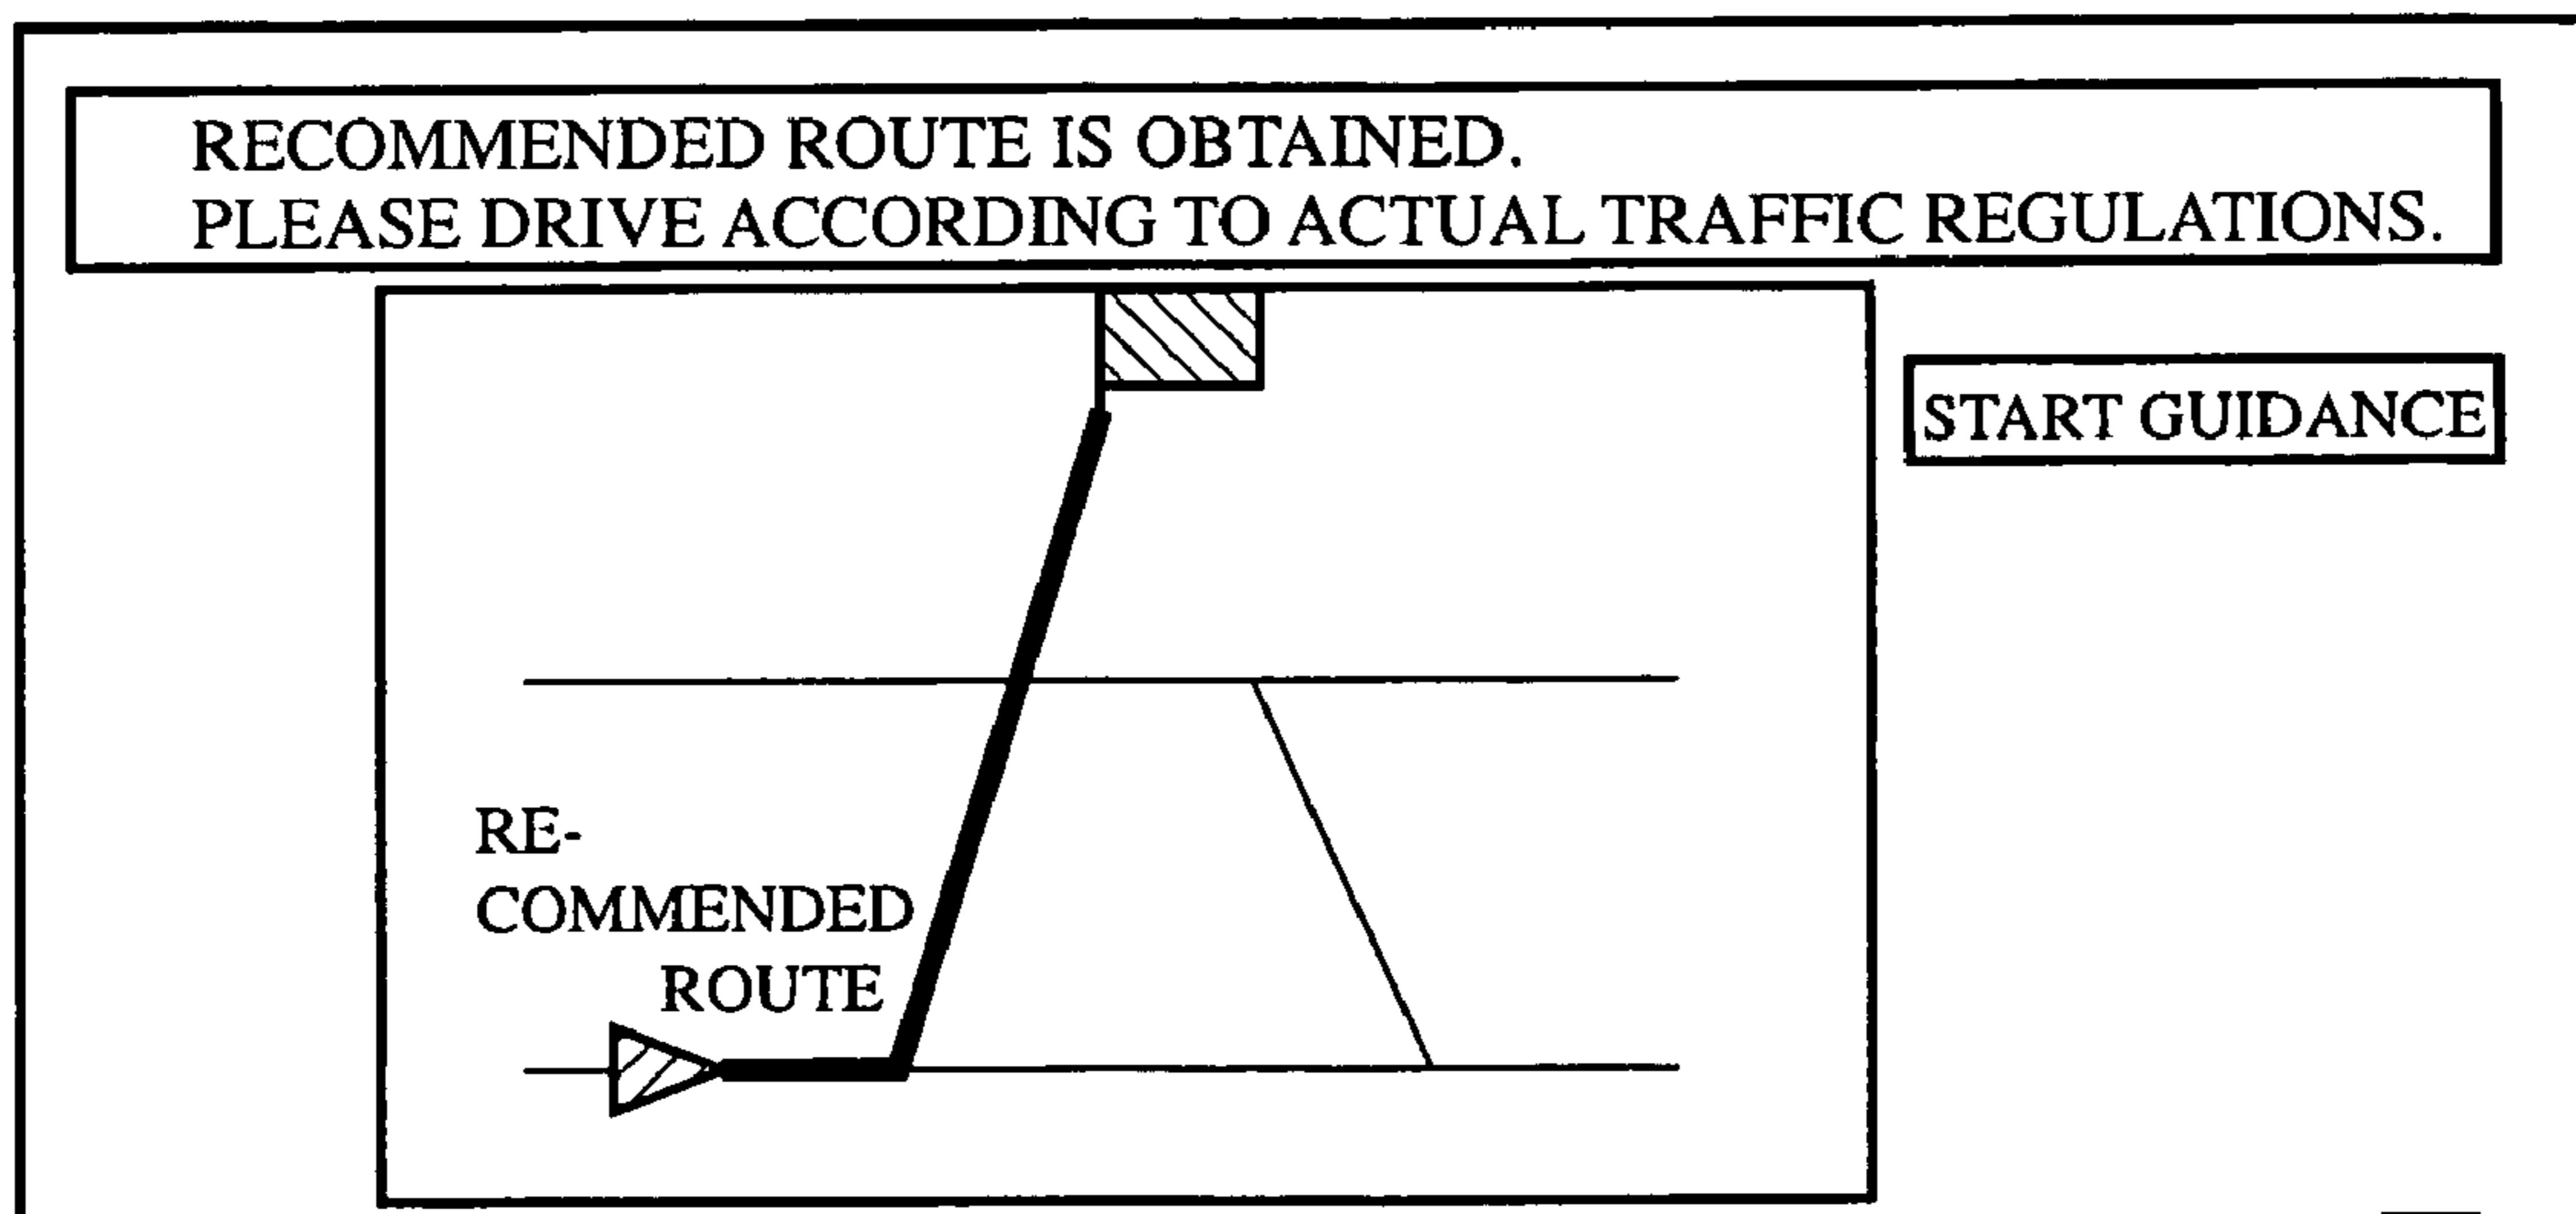 RECOMMENDED ROUTE IS OBTAINED.
PLEASE DRIVE ACCORDING TO ACTUAL TRAFFIC REGULATIONS.
START GUIDANCE
RE-
COMMENDED
ROUTE